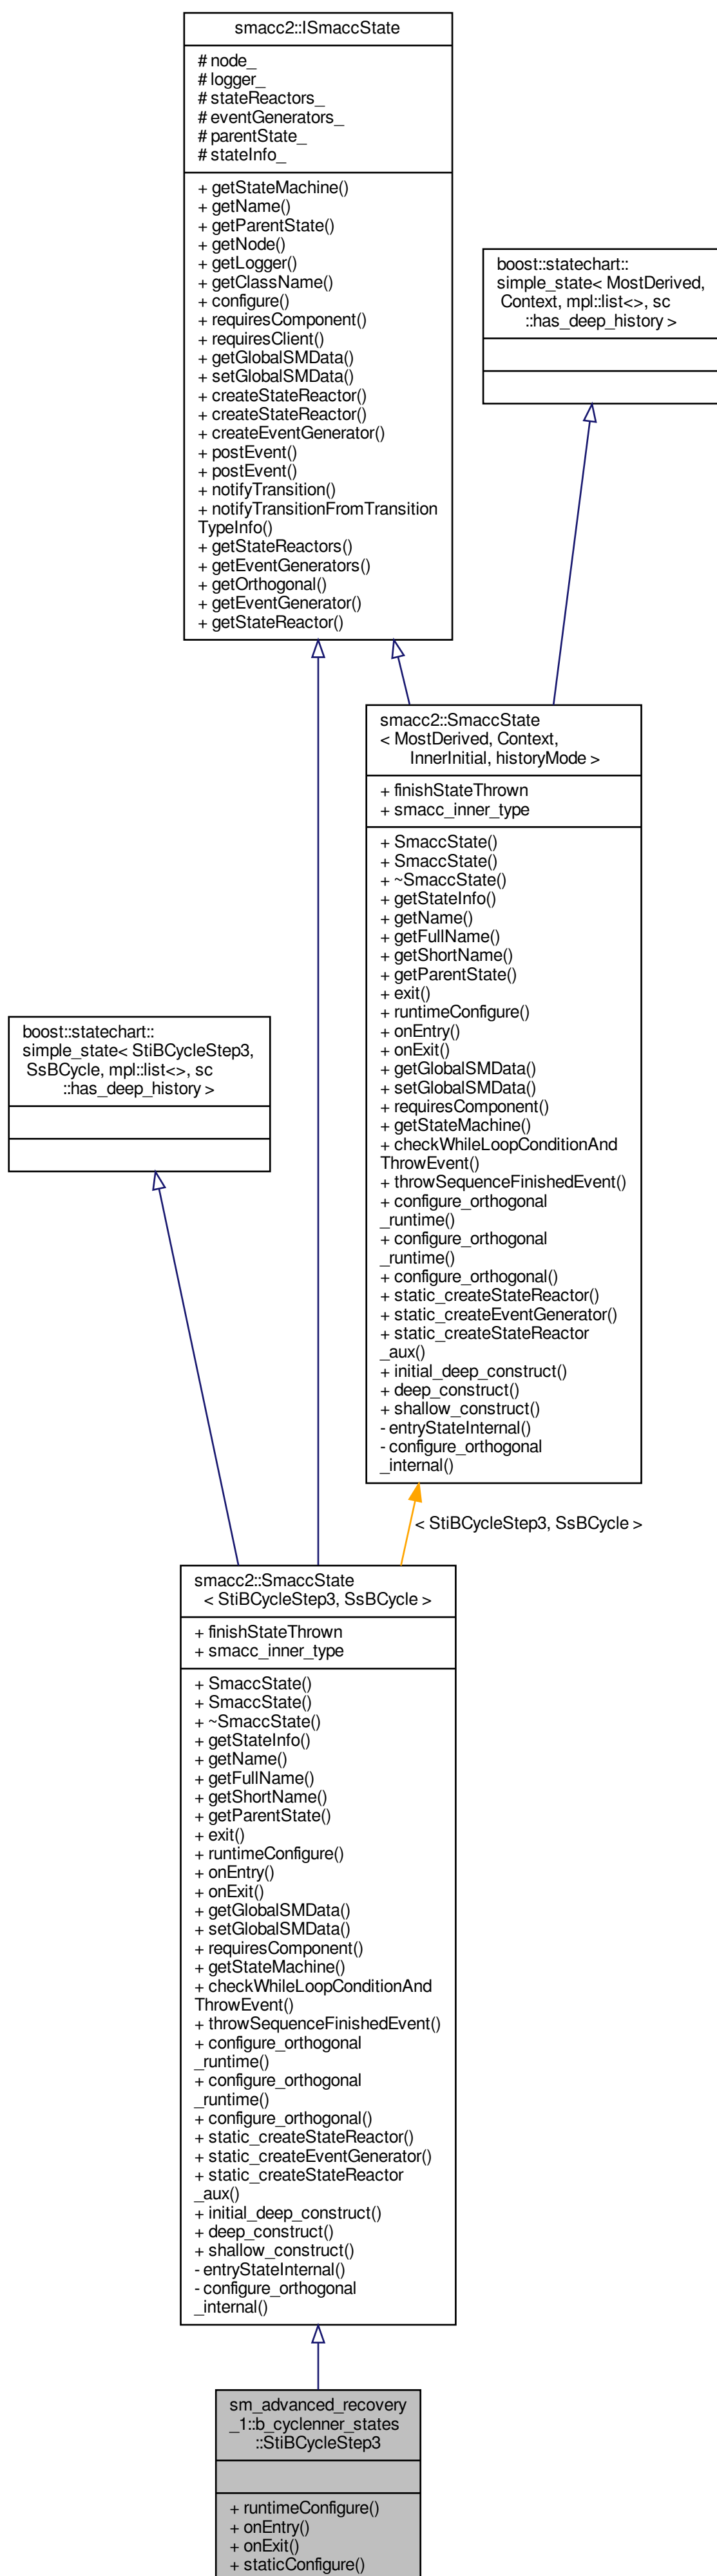 smacc2::ISmaccState
# node_
# logger_
# stateReactors_
# eventGenerators_
# parentState_
# stateInfo_
+ getStateMachine()
+ getName()
+ getParentState()
+ getNode()
+ getLogger()
+ getClassName()
+ configure()
+ requiresComponent()
+ requiresClient()
+ getGlobalSMData()
+ setGlobalSMData()
+ createStateReactor()
+ createStateReactor()
+ createEventGenerator()
+ postEvent()
+ postEvent()
+ notifyTransition()
+ notifyTransitionFromTransition
TypeInfo()
+ getStateReactors()
+ getEventGenerators()
+ getOrthogonal()
+ getEventGenerator()
+ getStateReactor()
boost::statechart::
simple_state< MostDerived,
Context, mpl::list<>, sc
::has_deep_history >
smacc2::SmaccState
< MostDerived, Context,
InnerInitial, historyMode >
+ finishStateThrown
+ smacc_inner_type
+ SmaccState()
+ SmaccState()
+ ~SmaccState()
+ getStateInfo()
+ getName()
+ getFullName()
+ getShortName()
+ getParentState()
+ exit()
+ runtimeConfigure()
+ onEntry()
+ onExit()
+ getGlobalSMData()
+ setGlobalSMData()
+ requiresComponent()
+ getStateMachine()
+ checkWhileLoopConditionAnd
ThrowEvent()
+ throwSequenceFinishedEvent()
+ configure_orthogonal
_runtime()
+ configure_orthogonal
_runtime()
+ configure_orthogonal()
+ static_createStateReactor()
+ static_createEventGenerator()
+ static_createStateReactor
_aux()
+ initial_deep_construct()
+ deep_construct()
+ shallow_construct()
- entryStateInternal()
- configure_orthogonal
_internal()
boost::statechart::
simple_state< StiBCycleStep3,
SsBCycle, mpl::list<>, sc
::has_deep_history >
< StiBCycleStep3, SsBCycle >
smacc2::SmaccState
< StiBCycleStep3, SsBCycle >
+ finishStateThrown
+ smacc_inner_type
+ SmaccState()
+ SmaccState()
+ ~SmaccState()
+ getStateInfo()
+ getName()
+ getFullName()
+ getShortName()
+ getParentState()
+ exit()
+ runtimeConfigure()
+ onEntry()
+ onExit()
+ getGlobalSMData()
+ setGlobalSMData()
+ requiresComponent()
+ getStateMachine()
+ checkWhileLoopConditionAnd
ThrowEvent()
+ throwSequenceFinishedEvent()
+ configure_orthogonal
_runtime()
+ configure_orthogonal
_runtime()
+ configure_orthogonal()
+ static_createStateReactor()
+ static_createEventGenerator()
+ static_createStateReactor
_aux()
+ initial_deep_construct()
+ deep_construct()
+ shallow_construct()
- entryStateInternal()
- configure_orthogonal
_internal()
sm_advanced_recovery
_1::b_cyclenner_states
::StiBCycleStep3
+ runtimeConfigure()
+ onEntry()
+ onExit()
+ staticConfigure()